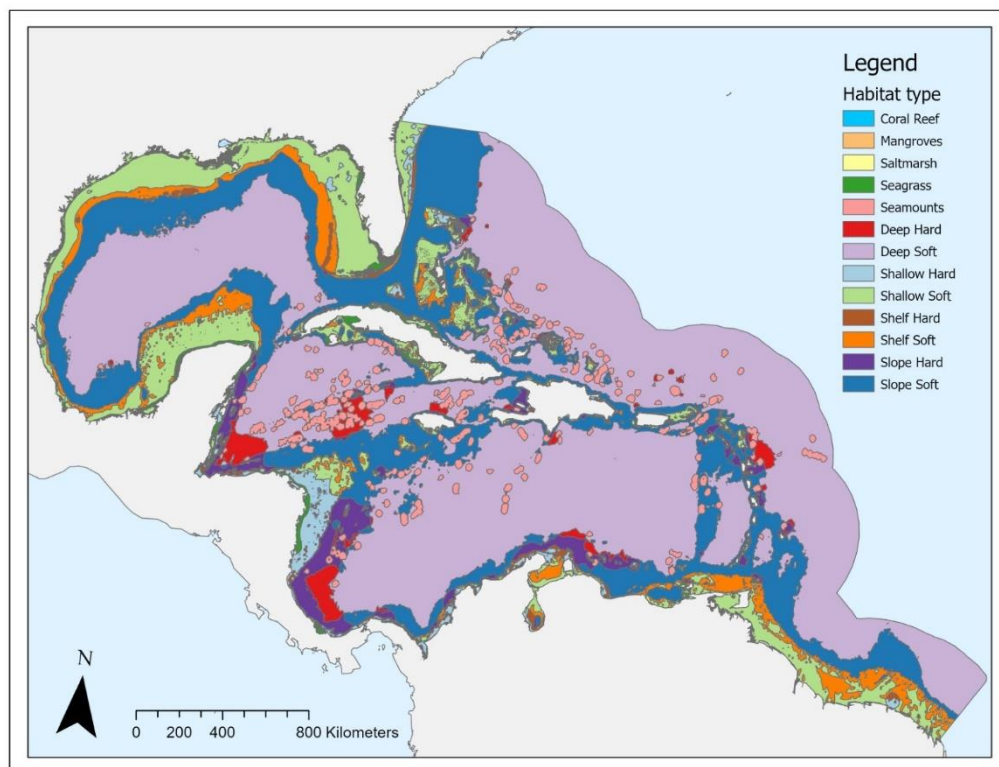 Legend
Habitat type
Coral Reef
Mangroves
Saltmarsh
Seagrass
Seamounts
Deep Hard
Deep Soft
Shallow Hard
Shallow Soft
Shelf Hard
Shelf Soft
Slope Hard
Slope Soft
N
0 200 400 800 Kilometers